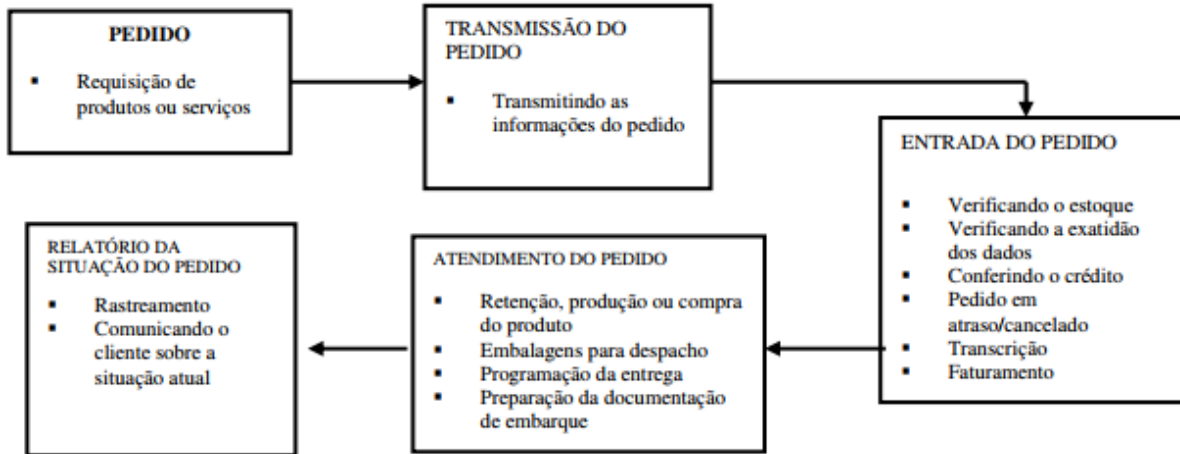 PEDIDO
▪ Requisição de
produtos ou serviços
TRANSMISSÃO DO
PEDIDO
▪ Transmitindo as
informações do pedido
ENTRADA DO PEDIDO
▪ Verificando o estoque
▪ Verificando a exatidão
dos dados
▪ Conferindo o crédito
▪ Pedido em
atraso/cancelado
▪ Transcrição
▪ Faturamento
ATENDIMENTO DO PEDIDO
▪ Retenção, produção ou compra
do produto
▪ Embalagens para despacho
▪ Programação da entrega
▪ Preparação da documentação
de embarque
RELATÓRIO DA
SITUAÇÃO DO PEDIDO
▪ Rastreamento
▪ Comunicando o
cliente sobre a
situação atual